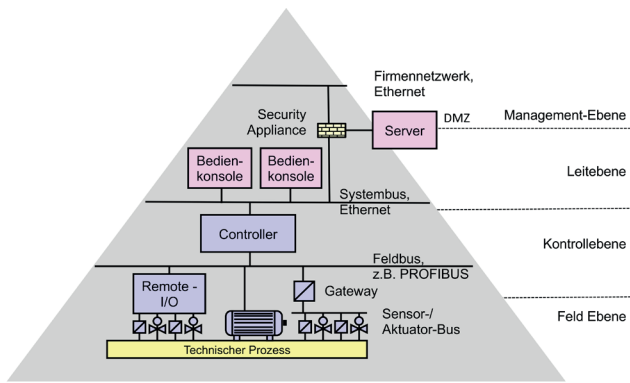 Firmennetzwerk,
Ethernet
Security
Appliance
Server
DMZ
Management-Ebene
Bedien-
konsole
Bedien-
konsole
Leitebene
Systembus,
Ethernet
Controller
Kontrollebene
Feldbus,
z.B. PROFIBUS
Remote -
I/O
Gateway
Sensor-/
Aktuator-Bus
Feld Ebene
Technischer Prozess